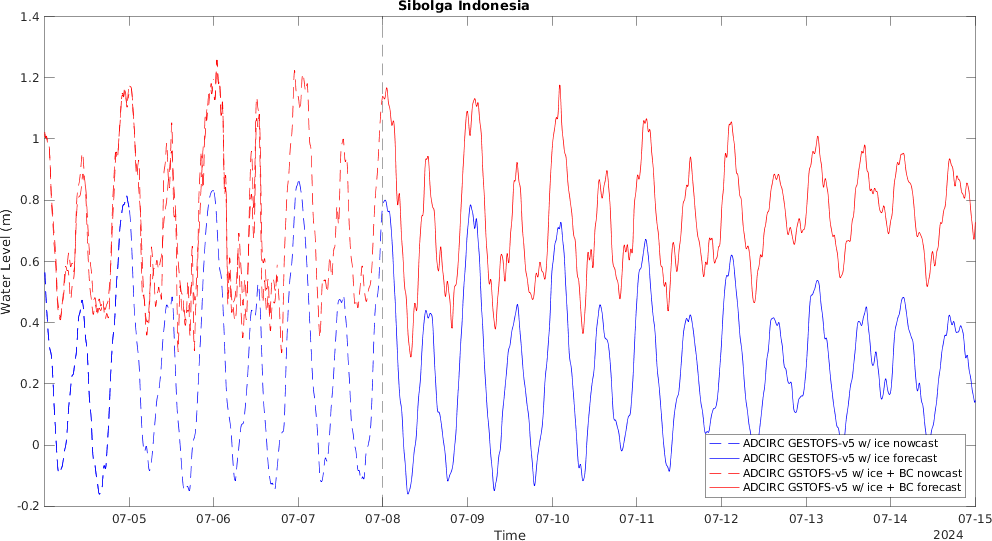 Sibolga Indonesia
1.4
1.2
1
0.8
0.6
0.4
0.2
0
-0.2
Water Level (m)
ADCIRC GESTOFS-v5 w/ ice nowcast
ADCIRC GESTOFS-v5 w/ ice forecast
ADCIRC GSTOFS-v5 w/ ice + BC nowcast
ADCIRC GSTOFS-v5 w/ ice + BC forecast
07-05 07-06 07-07 07-08 07-09 07-10 07-11 07-12 07-13 07-14 07-15
Time
2024